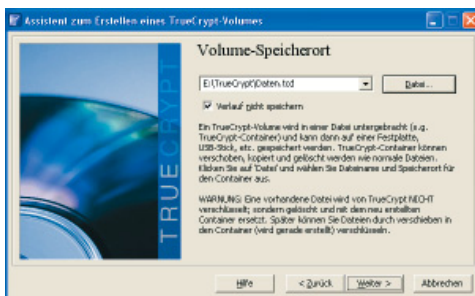 Assistent zum Erstellen eines TrueCrypt-Volumes
TRUECRYPT
Volume-Speicherort
E:\TrueCrypt\Daten.tcd
Datei...
Verlauf nicht speichern
Ein TrueCrypt-Volume wird in einer Datei untergebracht (s.g.
TrueCrypt-Container) und kann dann auf einer Festplatte,
USB-Stick, etc. gespeichert werden. TrueCrypt-Container können
verschoben, kopiert und gelöscht werden wie normale Dateien.
Klicken Sie auf 'Datei' und wählen Sie Dateiname und Speicherort für
den Container aus.
WARNUNG: Eine vorhandene Datei wird von TrueCrypt NICHT
verschlüsselt; sondern gelöscht und mit dem neu erstellten
Container ersetzt. Später können Sie Dateien durch verschieben in
den Container (wird gerade erstellt) verschlüsseln.
Hilfe
< Zurück
Weiter >
Abbrechen